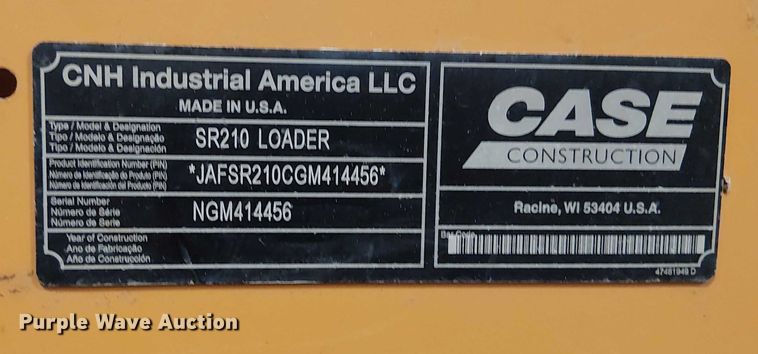 CNH Industrial America LLC
MADE IN U.S.A.
Type / Model & Designation
Tipo / Modelo & Designação
Tipo / Modelo & Designación
SR210 LOADER
Product Identification Number (PIN)
Número de Identificação do Produto (PIN)
Número de Identificación del Producto (PIN)
*JAFSR210CGM414456*
Serial Number
Número de Série
Número de Serie
NGM414456
Year of Construction
Ano de Fabricação
Año de Construcción
CASE
CONSTRUCTION
Racine, WI 53404 U.S.A.
Bar Code
47481949 D
Purple Wave Auction